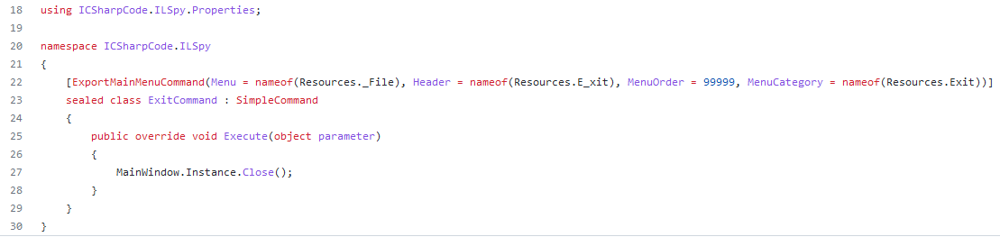 18 using ICSharpCode.ILSpy.Properties;
19
20 namespace ICSharpCode.ILSpy
21 {
22 [ExportMainMenuCommand(Menu = nameof(Resources._File), Header = nameof(Resources.E_xit), MenuOrder = 99999, MenuCategory = nameof(Resources.Exit))]
23 sealed class ExitCommand : SimpleCommand
24 {
25 public override void Execute(object parameter)
26 {
27 MainWindow.Instance.Close();
28 }
29 }
30 }